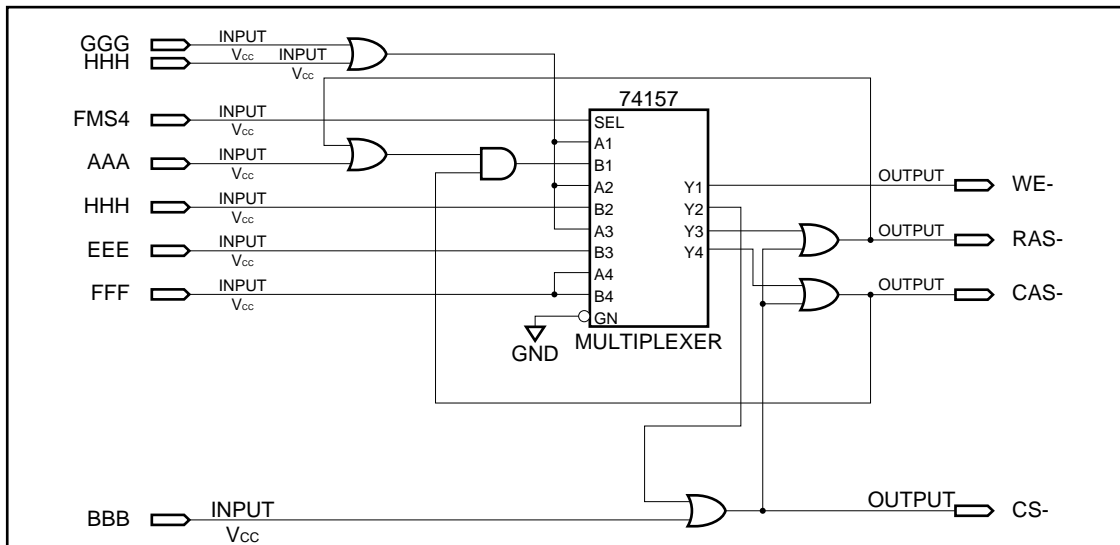 GGG INPUT
Vcc
HHH INPUT
Vcc
74157
FMS4 INPUT
Vcc
SEL
A1
AAA INPUT
Vcc
B1
A2
Y1 OUTPUT WE-
HHH INPUT
Vcc
B2
Y2
A3
Y3 OUTPUT RAS-
EEE INPUT
Vcc
B3
Y4
A4
FFF INPUT
Vcc
B4
OUTPUT CAS-
GN
GND
MULTIPLEXER
BBB INPUT
Vcc
OUTPUT CS-